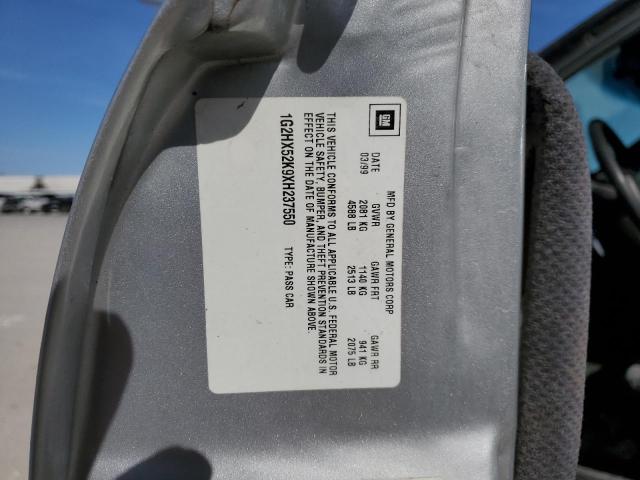 GM
MFD BY GENERAL MOTORS CORP
DATE GVWR GAWR FRT GAWR RR
03/99 2081 KG 1140 KG 941 KG
4588 LB 2513 LB 2075 LB
THIS VEHICLE CONFORMS TO ALL APPLICABLE U.S. FEDERAL MOTOR
VEHICLE SAFETY, BUMPER, AND THEFT PREVENTION STANDARDS IN
EFFECT ON THE DATE OF MANUFACTURE SHOWN ABOVE.
1G2HX52K9XH237550 TYPE: PASS CAR